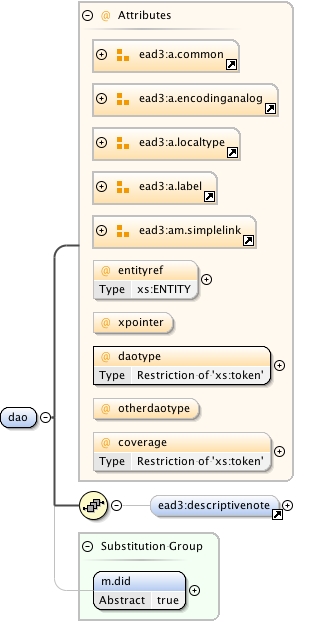 @ Attributes
ead3:a.common
ead3:a.encodinganalog
ead3:a.localtype
ead3:a.label
ead3:am.simplelink
@ entityref
Type xs:ENTITY
@ xpointer
@ daotype
Type Restriction of 'xs:token'
@ otherdaotype
@ coverage
Type Restriction of 'xs:token'
dao
ead3:descriptivenote
Substitution Group
m.did
Abstract true